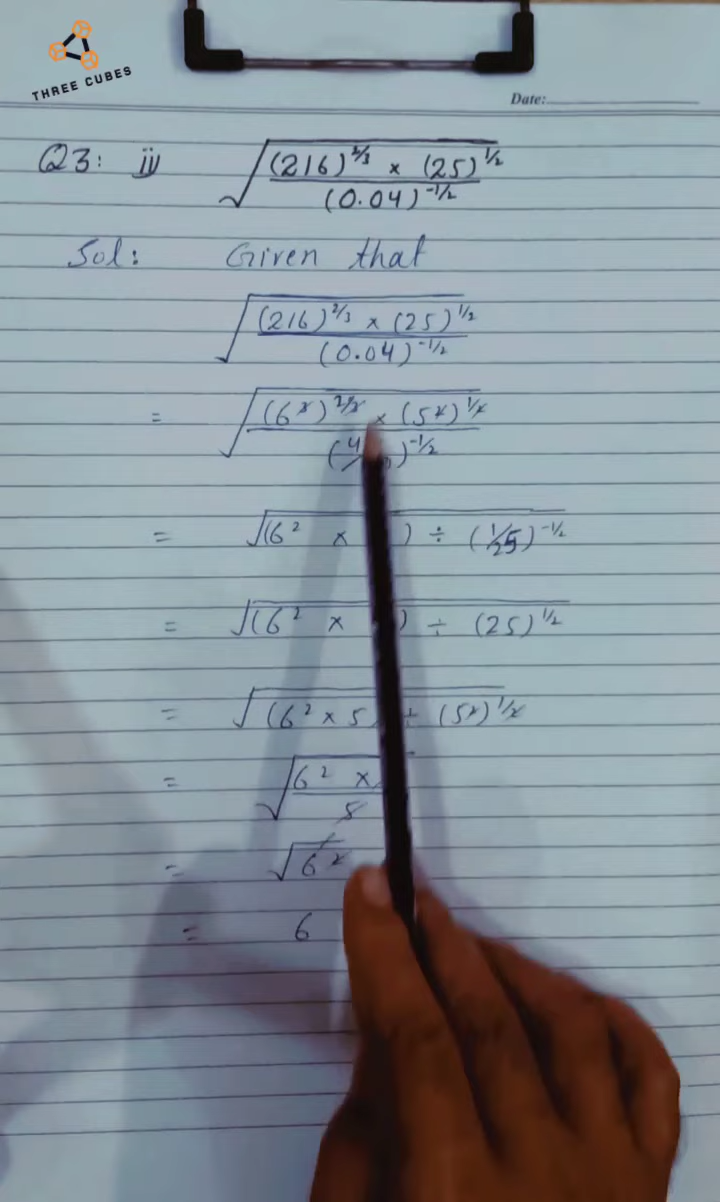 THREE CUBES
Date:
Q3: iv √((216)^2/3 × (25)^1/2 / (0.04)^-1/2)
Sol: Given that
√((216)^2/3 × (25)^1/2 / (0.04)^-1/2)
= √((6^3)^2/3 × (5^2)^1/2 / (4/ )^-1/2)
= √(6^2 × ) ÷ (1/25)^-1/2
= √(6^2 × ) ÷ (25)^1/2
= √(6^2 × 5 ÷ (5^2)^1/2
= √(6^2 × / 5
= √6^2
= 6